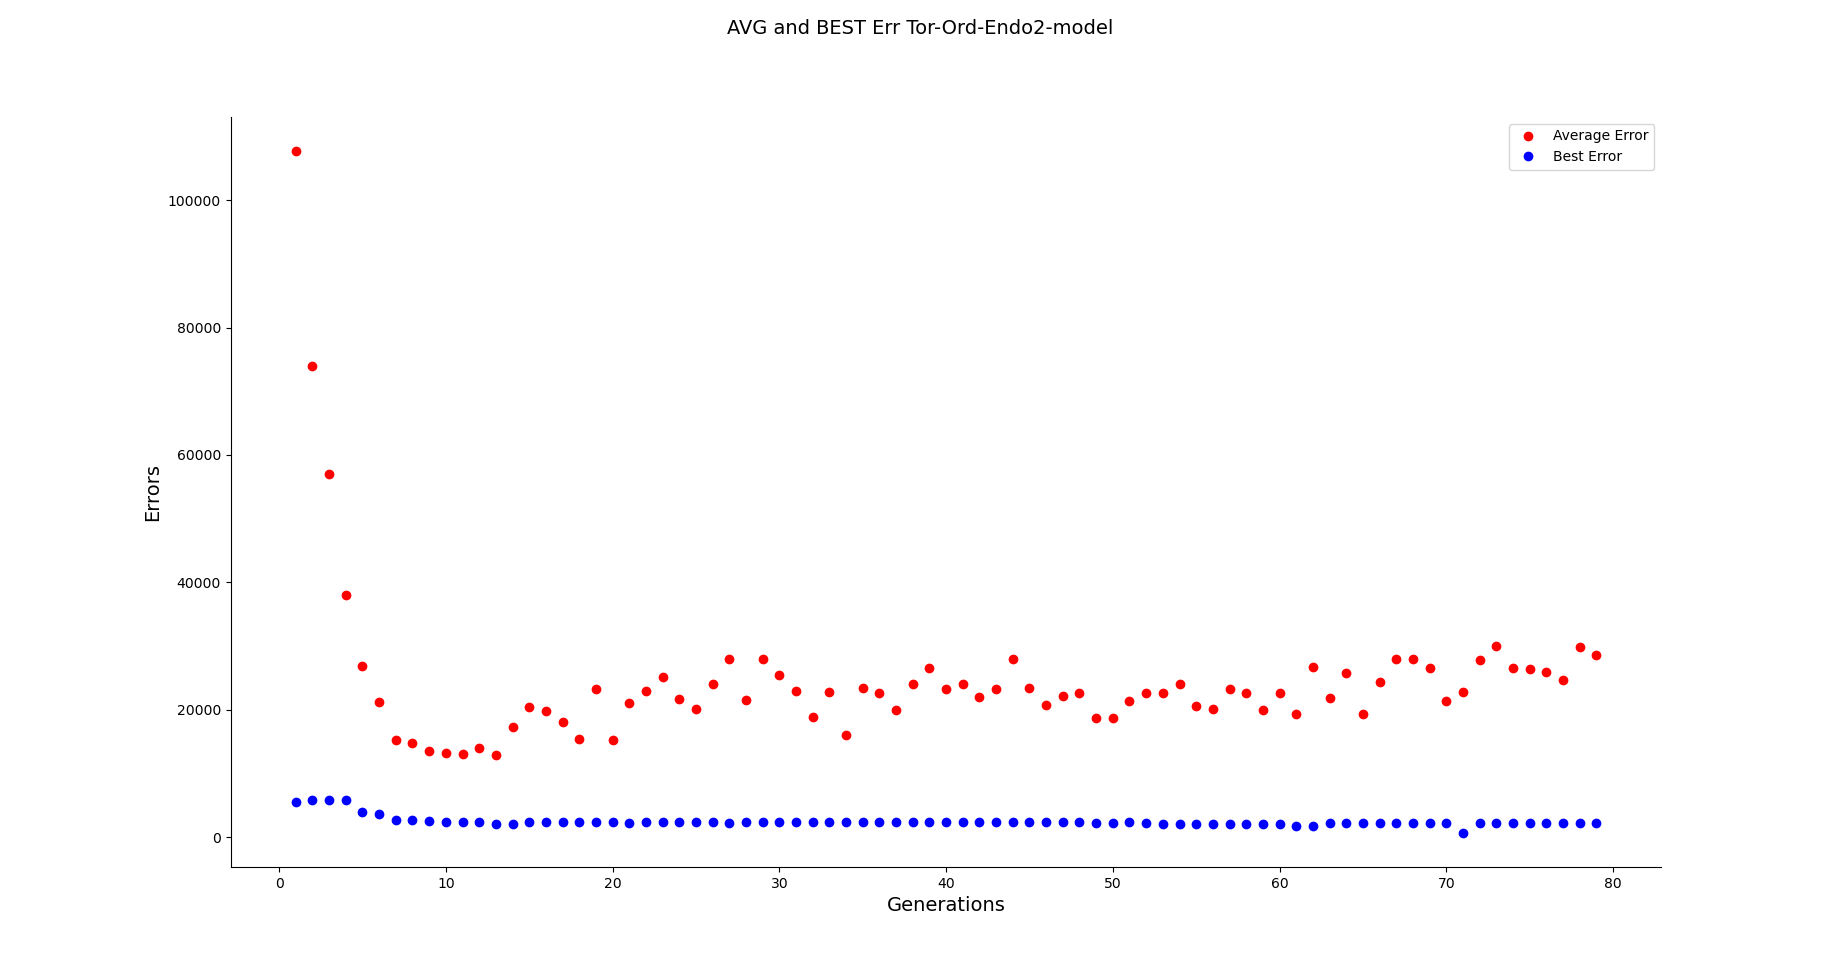 AVG and BEST Err Tor-Ord-Endo2-model
Average Error
Best Error
100000
80000
60000
40000
20000
0
Errors
0 10 20 30 40 50 60 70 80
Generations